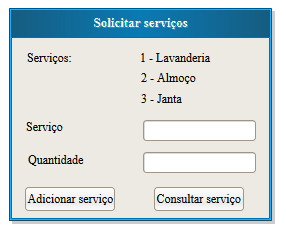 Solicitar serviços
Serviços: 1 - Lavanderia
2 - Almoço
3 - Janta
Serviço
Quantidade
Adicionar serviço Consultar serviço